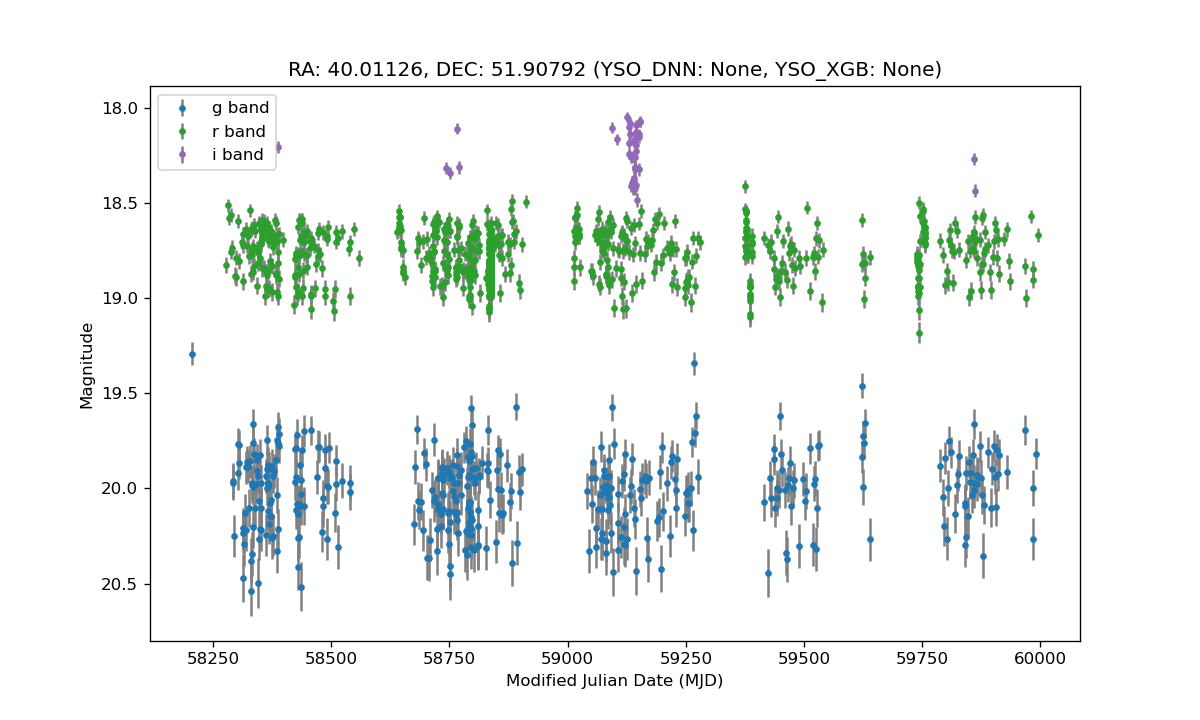 RA: 40.01126, DEC: 51.90792 (YSO_DNN: None, YSO_XGB: None)
g band
r band
i band
18.0
18.5
19.0
19.5
20.0
20.5
Magnitude
58250
58500
58750
59000
59250
59500
59750
60000
Modified Julian Date (MJD)